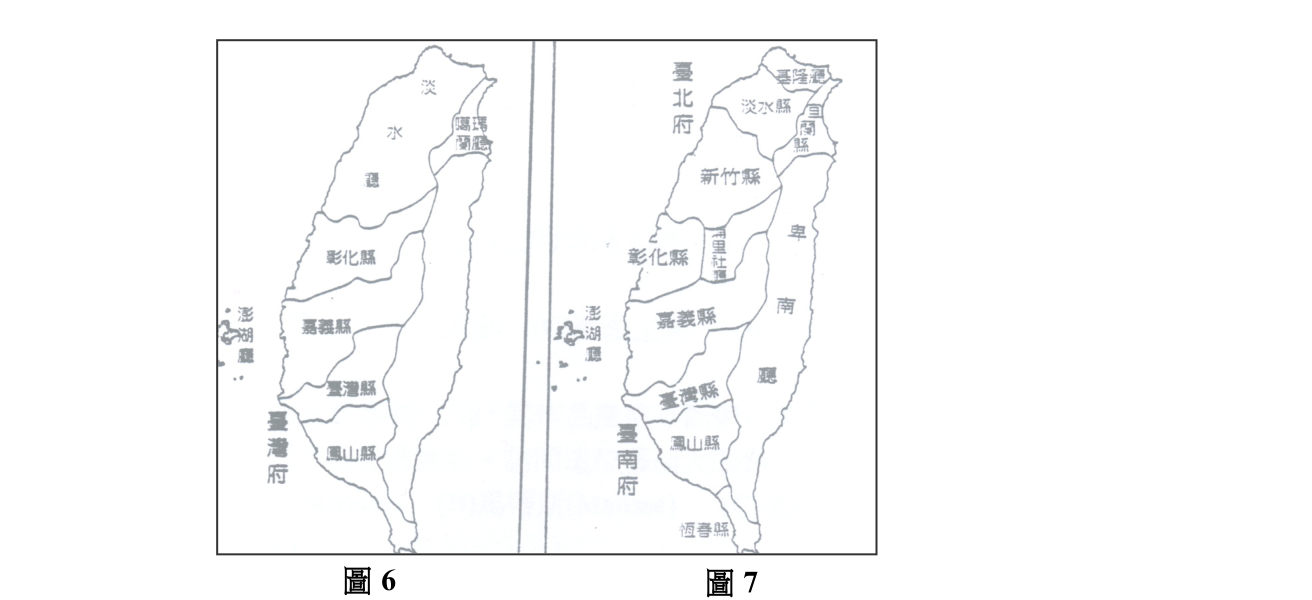 淡水廳
噶瑪
蘭廳
彰化縣
嘉義縣
澎湖廳
臺灣縣
臺灣府
鳳山縣
圖 6
臺北府
基隆廳
淡水縣
宜蘭縣
新竹縣
彰化縣
埔里社廳
卑南廳
嘉義縣
澎湖廳
臺灣縣
臺南府
鳳山縣
恆春縣
圖 7